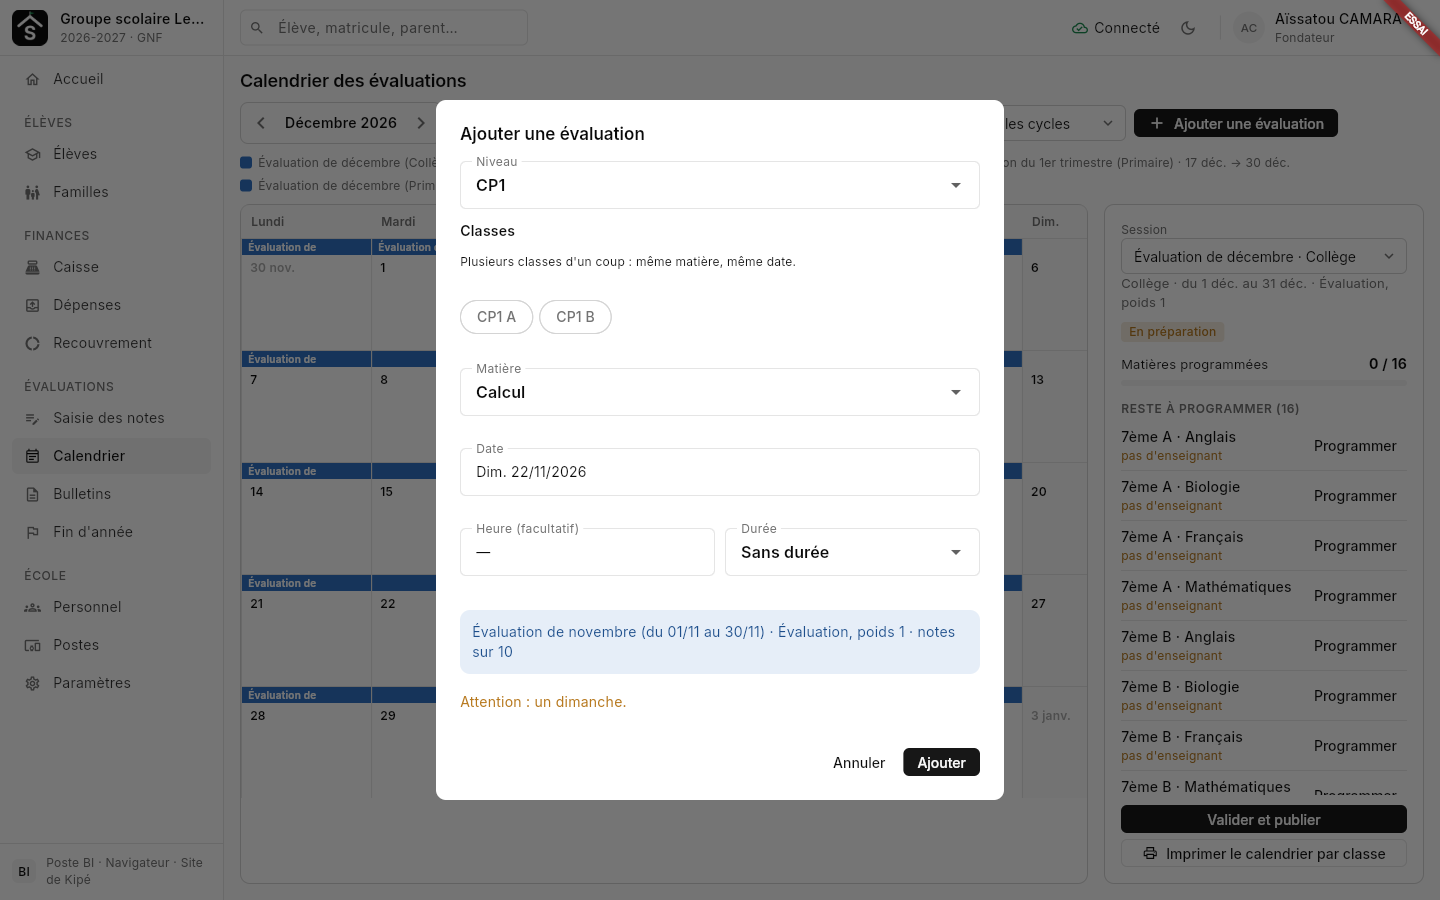 Groupe scolaire Le...
2026-2027 · GNF
Élève, matricule, parent...
Connecté
AC
Aïssatou CAMARA
Fondateur
ESSAI
Accueil
ÉLÈVES
Élèves
Familles
FINANCES
Caisse
Dépenses
Recouvrement
ÉVALUATIONS
Saisie des notes
Calendrier
Bulletins
Fin d'année
ÉCOLE
Personnel
Postes
Paramètres
BI
Poste BI · Navigateur · Site
de Kipé
Calendrier des évaluations
Décembre 2026
les cycles
Ajouter une évaluation
Évaluation de décembre (Coll
on du 1er trimestre (Primaire) · 17 déc. → 30 déc.
Évaluation de décembre (Prim
Lundi
Mardi
Dim.
Évaluation de
Évaluation
30 nov.
1
6
Évaluation de
7
8
13
Évaluation de
14
15
20
Évaluation de
21
22
27
Évaluation de
28
29
3 janv.
Ajouter une évaluation
Niveau
CP1
Classes
Plusieurs classes d'un coup : même matière, même date.
CP1 A
CP1 B
Matière
Calcul
Date
Dim. 22/11/2026
Heure (facultatif)
—
Durée
Sans durée
Évaluation de novembre (du 01/11 au 30/11) · Évaluation, poids 1 · notes
sur 10
Attention : un dimanche.
Annuler
Ajouter
Session
Évaluation de décembre · Collège
Collège · du 1 déc. au 31 déc. · Évaluation,
poids 1
En préparation
Matières programmées
0 / 16
RESTE À PROGRAMMER (16)
7ème A · Anglais
pas d'enseignant
Programmer
7ème A · Biologie
pas d'enseignant
Programmer
7ème A · Français
pas d'enseignant
Programmer
7ème A · Mathématiques
pas d'enseignant
Programmer
7ème B · Anglais
pas d'enseignant
Programmer
7ème B · Biologie
pas d'enseignant
Programmer
7ème B · Français
pas d'enseignant
Programmer
7ème B · Mathématiques
Programmer
Valider et publier
Imprimer le calendrier par classe